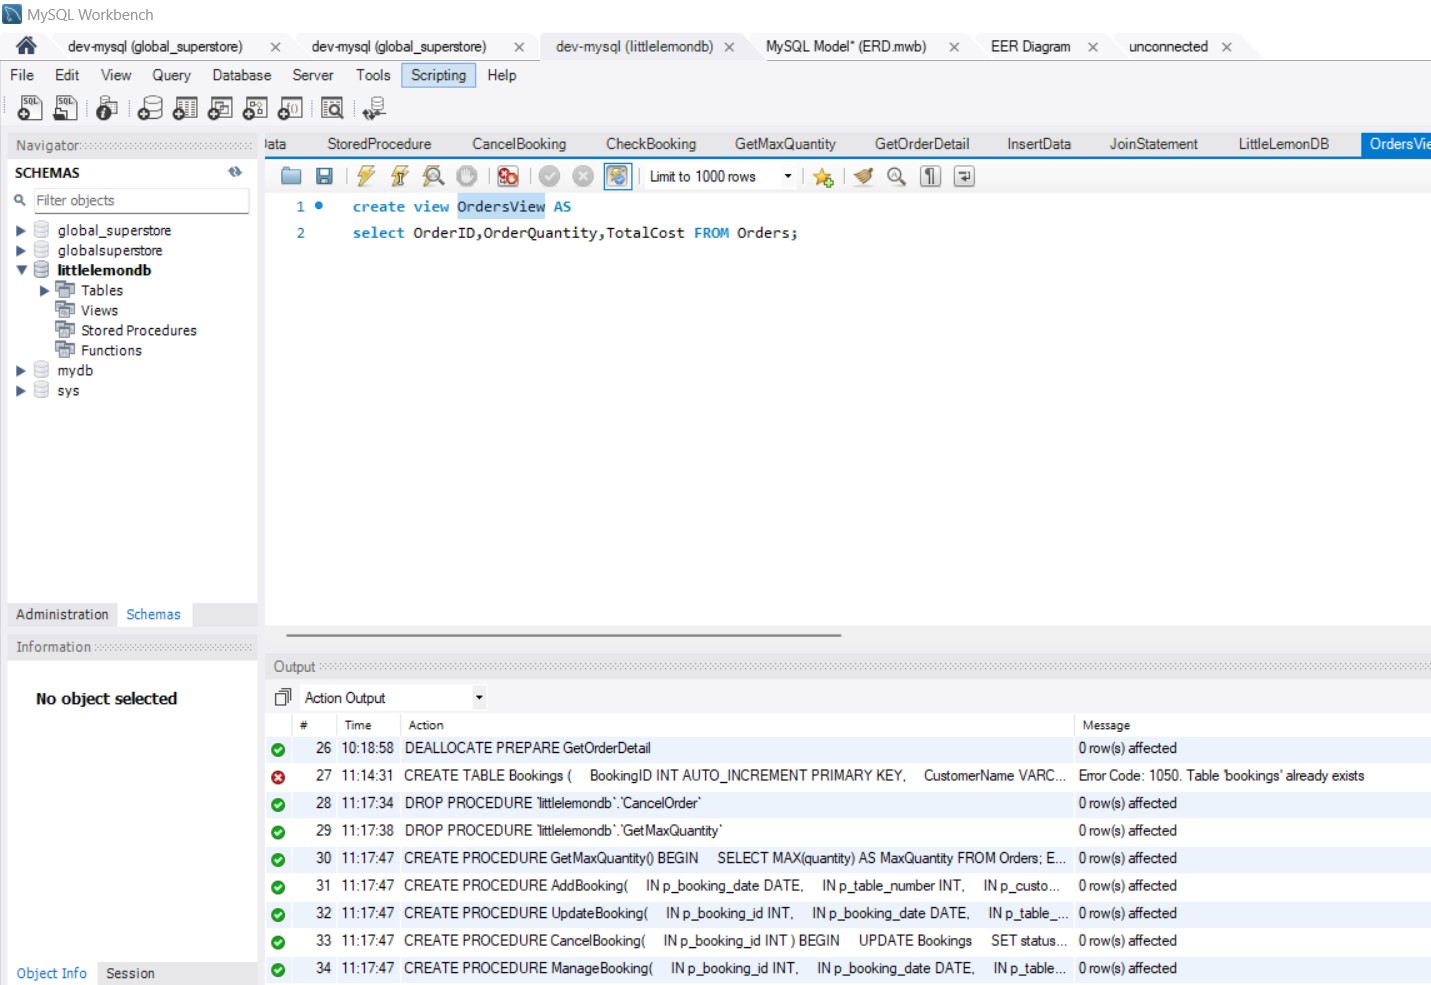 MySQL Workbench
dev-mysql (global_superstore) dev-mysql (global_superstore) dev-mysql (littlelemondb) MySQL Model* (ERD.mwb) EER Diagram unconnected
File Edit View Query Database Server Tools Scripting Help
Navigator
SCHEMAS
Filter objects
global_superstore
globalsuperstore
littlelemondb
Tables
Views
Stored Procedures
Functions
mydb
sys
Administration Schemas
Information
No object selected
Object Info Session
StoredProcedure CancelBooking CheckBooking GetMaxQuantity GetOrderDetail InsertData JoinStatement LittleLemonDB OrdersVie
Limit to 1000 rows
1 create view OrdersView AS
2 select OrderID,OrderQuantity,TotalCost FROM Orders;
Output
Action Output
# Time Action Message
26 10:18:58 DEALLOCATE PREPARE GetOrderDetail 0 row(s) affected
27 11:14:31 CREATE TABLE Bookings ( BookingID INT AUTO_INCREMENT PRIMARY KEY, CustomerName VARC... Error Code: 1050. Table 'bookings' already exists
28 11:17:34 DROP PROCEDURE `littlelemondb`.`CancelOrder` 0 row(s) affected
29 11:17:38 DROP PROCEDURE `littlelemondb`.`GetMaxQuantity` 0 row(s) affected
30 11:17:47 CREATE PROCEDURE GetMaxQuantity() BEGIN SELECT MAX(quantity) AS MaxQuantity FROM Orders; E... 0 row(s) affected
31 11:17:47 CREATE PROCEDURE AddBooking( IN p_booking_date DATE, IN p_table_number INT, IN p_custo... 0 row(s) affected
32 11:17:47 CREATE PROCEDURE UpdateBooking( IN p_booking_id INT, IN p_booking_date DATE, IN p_table_... 0 row(s) affected
33 11:17:47 CREATE PROCEDURE CancelBooking( IN p_booking_id INT ) BEGIN UPDATE Bookings SET status... 0 row(s) affected
34 11:17:47 CREATE PROCEDURE ManageBooking( IN p_booking_id INT, IN p_booking_date DATE, IN p_table... 0 row(s) affected